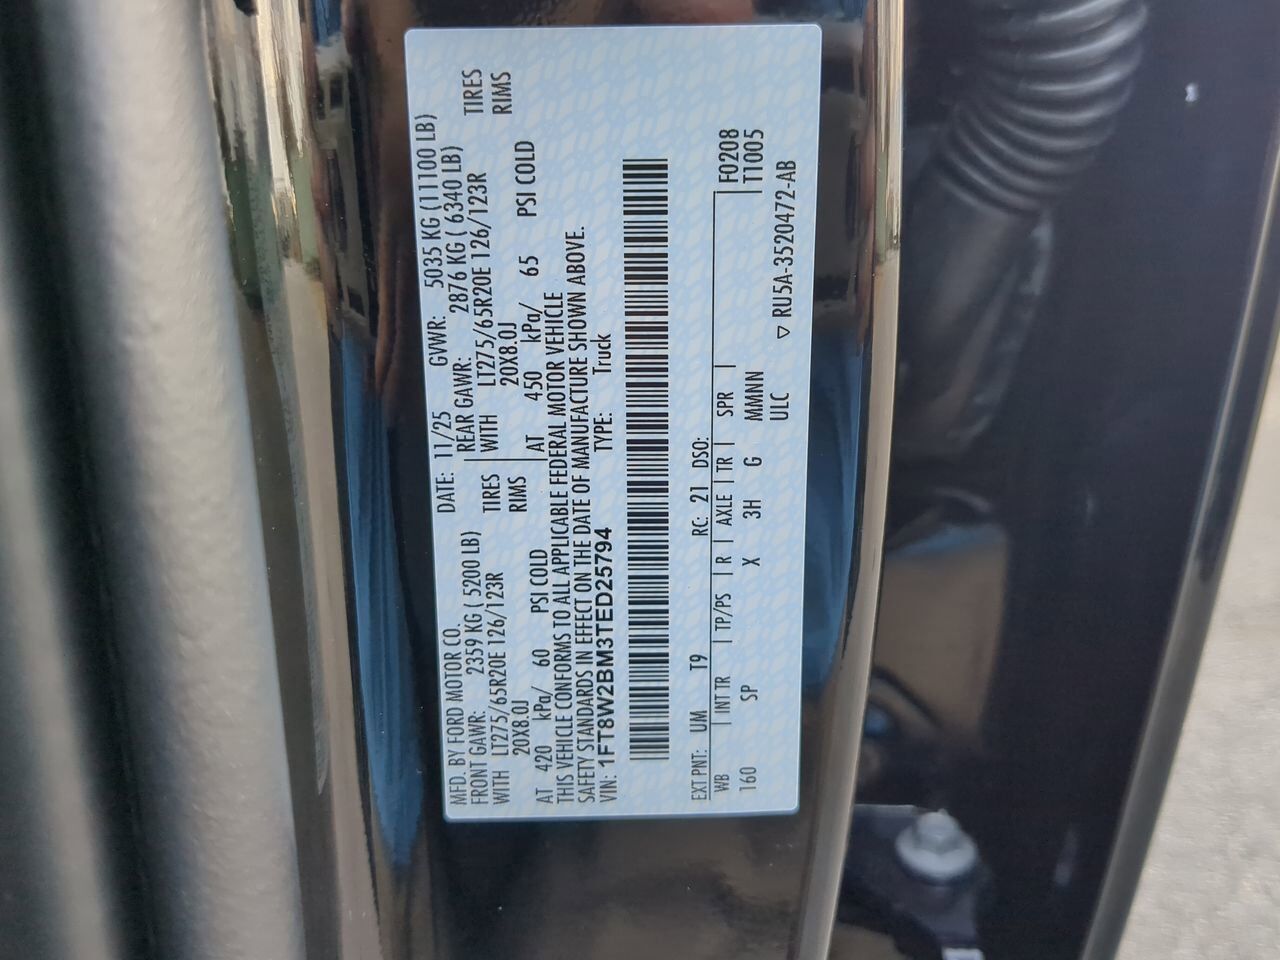 MFD. BY FORD MOTOR CO. DATE: 11/25 GVWR: 5035 KG (11100 LB)
FRONT GAWR: 2359 KG ( 5200 LB) REAR GAWR: 2876 KG ( 6340 LB)
WITH LT275/65R20E 126/123R TIRES WITH LT275/65R20E 126/123R TIRES
20X8.0J RIMS 20X8.0J RIMS
AT 420 kPa/ 60 PSI COLD AT 450 kPa/ 65 PSI COLD
THIS VEHICLE CONFORMS TO ALL APPLICABLE FEDERAL MOTOR VEHICLE
SAFETY STANDARDS IN EFFECT ON THE DATE OF MANUFACTURE SHOWN ABOVE.
VIN: 1FT8W2BM3TED25794 TYPE: Truck
EXT PNT: UM T9 RC: 21 DSO: F0208
WB | INT TR | TP/PS | R | AXLE | TR | SPR | T1005
160 SP X 3H G MMNNN
ULC ▽ RU5A-3520472-AB